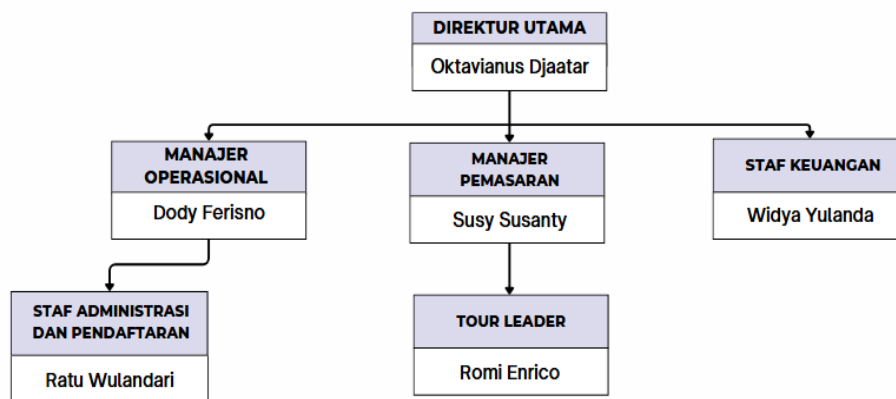 DIREKTUR UTAMA
Oktavianus Djaatar
MANAJER
OPERASIONAL
Dody Ferisno
MANAJER
PEMASARAN
Susy Susanty
STAF KEUANGAN
Widya Yulanda
STAF ADMINISTRASI
DAN PENDAFTARAN
Ratu Wulandari
TOUR LEADER
Romi Enrico